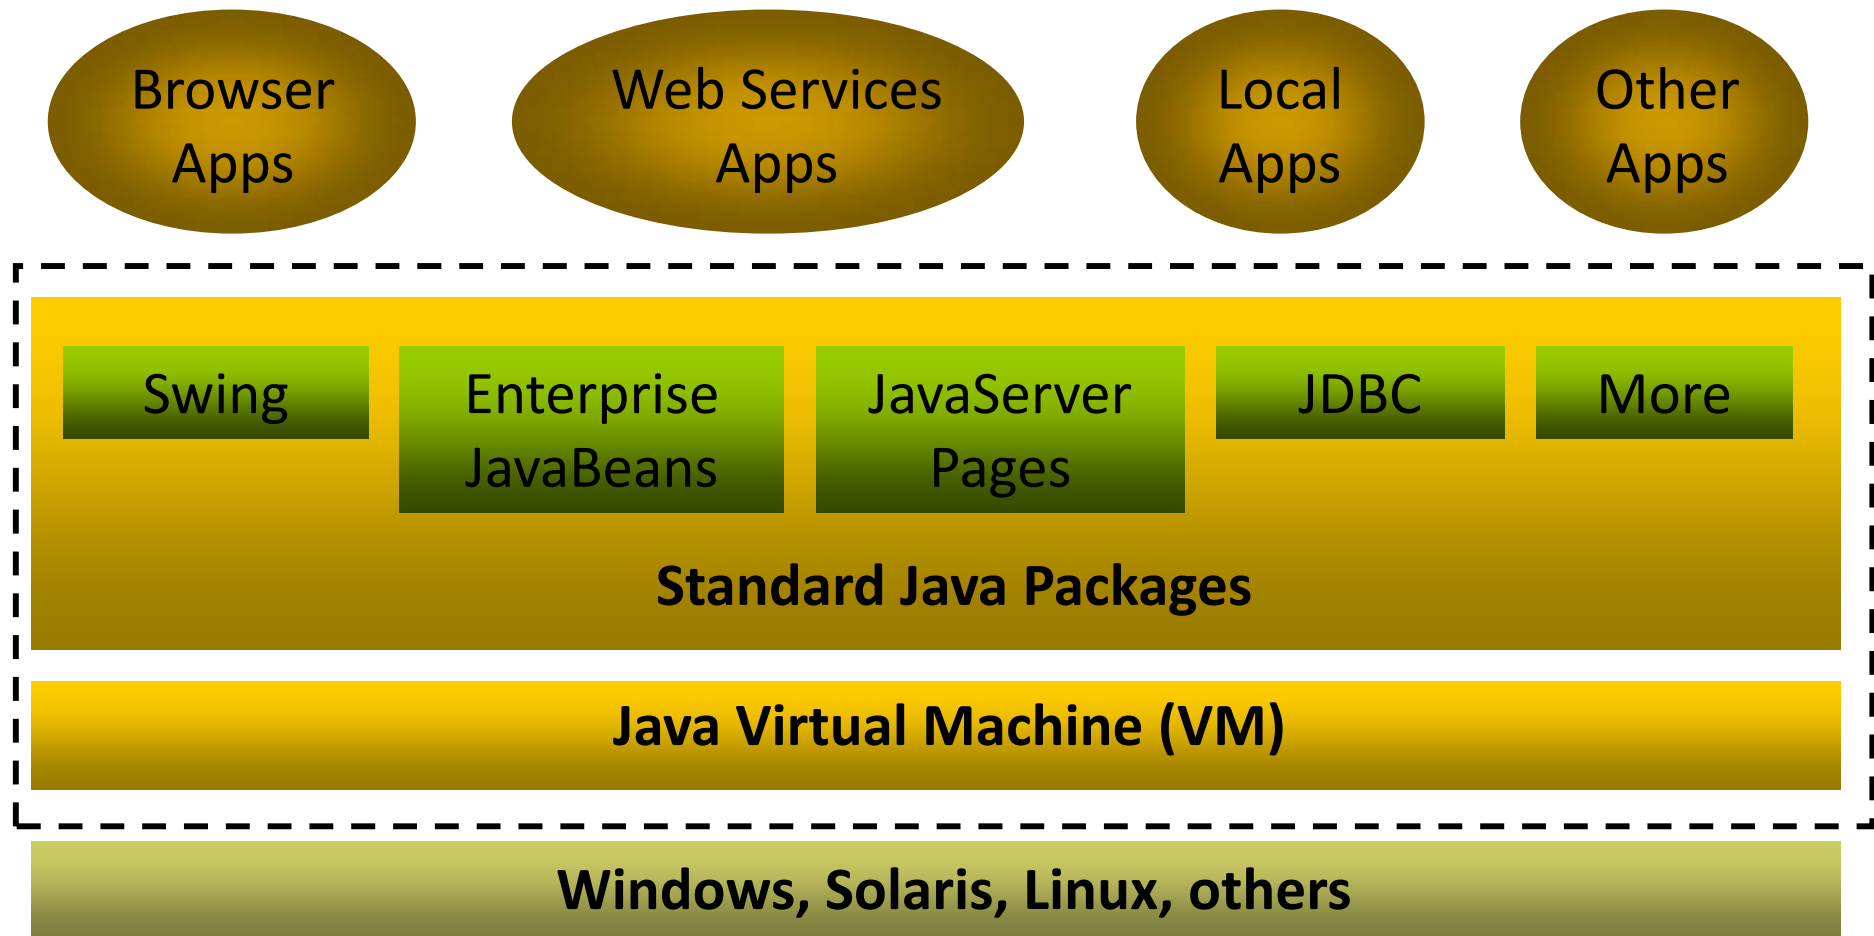 Browser
Apps
Web Services
Apps
Local
Apps
Other
Apps
Swing
Enterprise
JavaBeans
JavaServer
Pages
JDBC
More
Standard Java Packages
Java Virtual Machine (VM)
Windows, Solaris, Linux, others